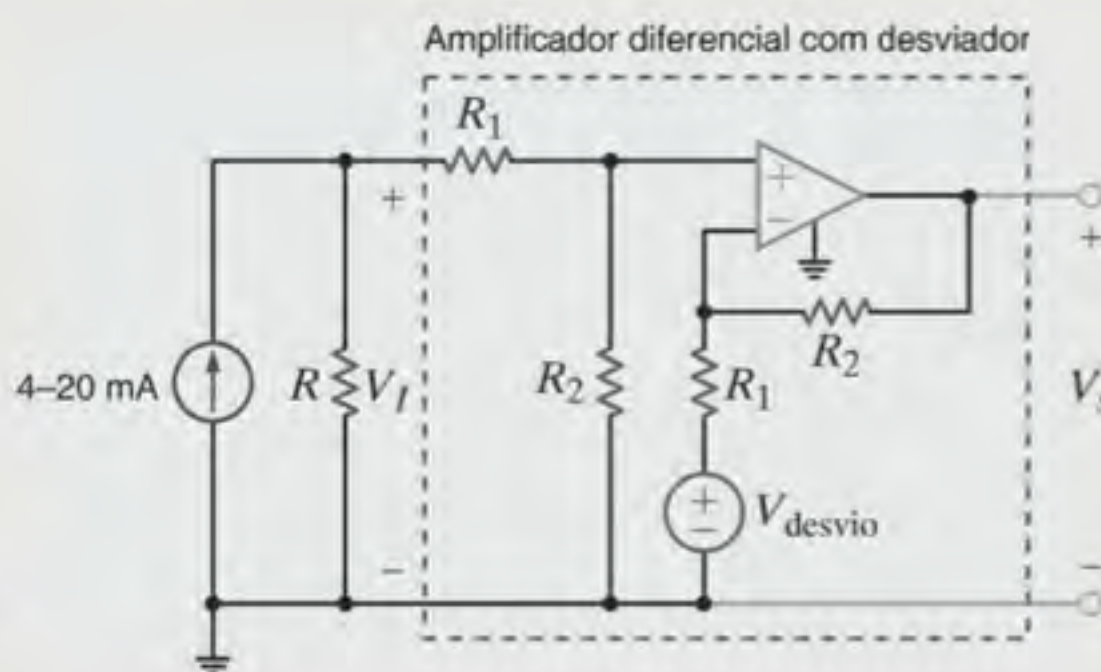 Amplificador diferencial com desviador
R1
+
+
−
+
4–20 mA
R
VI
R2
R2
R1
+
−
Vdesvio
−
−